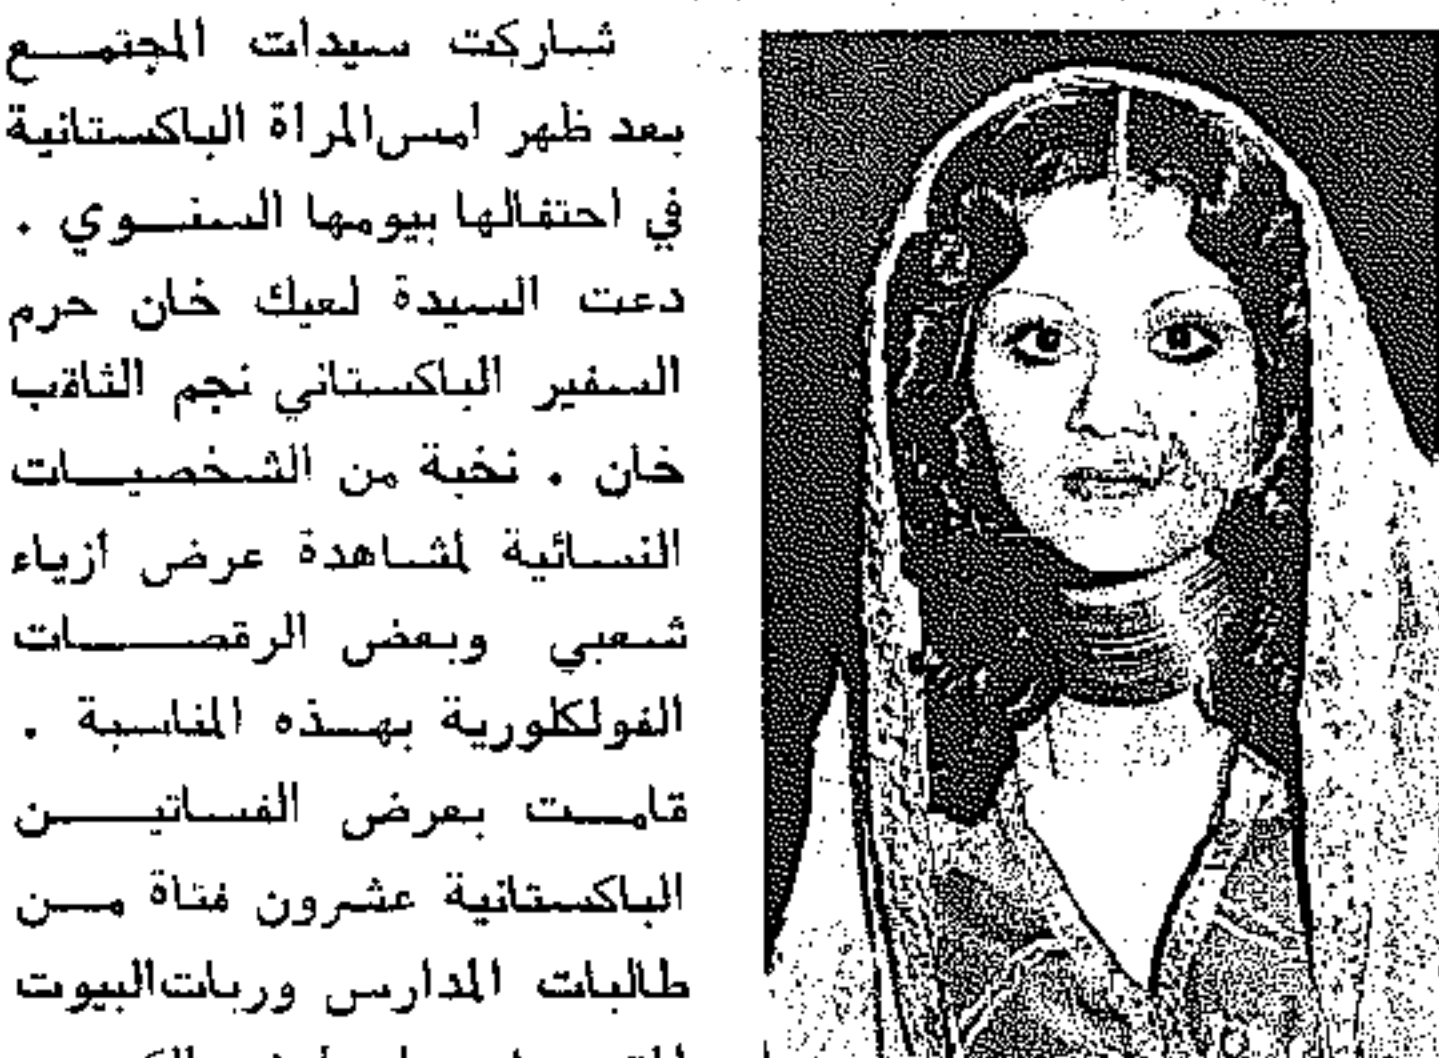 شاركت سيدات المجتمع
بعد ظهر امس المراة الباكستانية
في احتفالها بيومها السنوي .
دعت السيدة لعيك خان حرم
السفير الباكستاني نجم الثاقب
خان . نخبة من الشخصيات
النسائية لمشاهدة عرض أزياء
شعبي وبعض الرقصات
الفولكلورية بهذه المناسبة .
قامت بعرض الفساتين
الباكستانية عشرون فتاة من
طالبات المدارس وربات البيوت